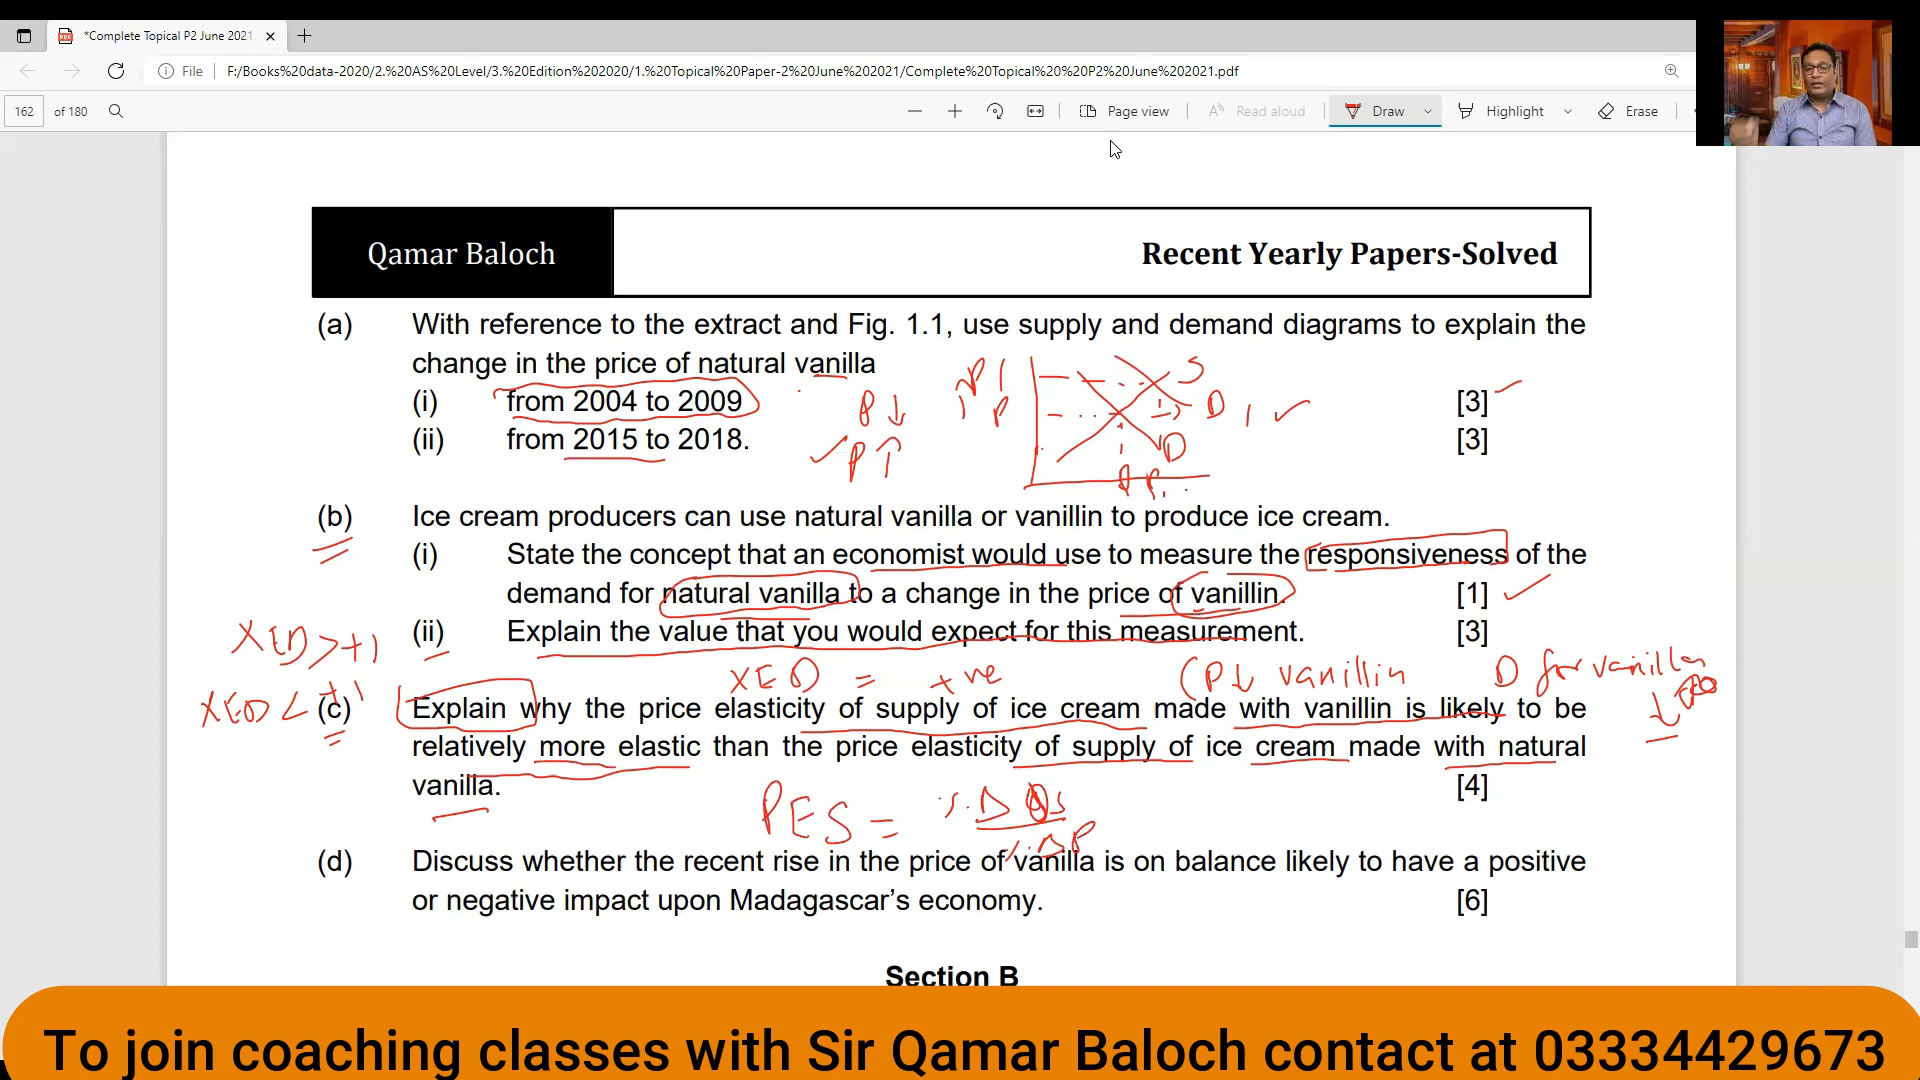 *Complete Topical P2 June 2021
File F:/Books%20data-2020/2.%20AS%20Level/3.%20Edition%202020/1.%20Topical%20Paper-2%20June%202021/Complete%20Topical%20%20P2%20June%202021.pdf
162 of 180 Page view Read aloud Draw Highlight Erase
Qamar Baloch Recent Yearly Papers-Solved
(a) With reference to the extract and Fig. 1.1, use supply and demand diagrams to explain the
change in the price of natural vanilla
(i) from 2004 to 2009 [3]
(ii) from 2015 to 2018. [3]
P ↓
P ↑
P1
P
S
D1
D
(b) Ice cream producers can use natural vanilla or vanillin to produce ice cream.
(i) State the concept that an economist would use to measure the responsiveness of the
demand for natural vanilla to a change in the price of vanillin. [1]
(ii) Explain the value that you would expect for this measurement. [3]
XED > +1
XED < +1
XED = +ve (P↓ vanillin D for vanilla ↓
(c) Explain why the price elasticity of supply of ice cream made with vanillin is likely to be
relatively more elastic than the price elasticity of supply of ice cream made with natural
vanilla. [4]
PES = %ΔQs
%ΔP
(d) Discuss whether the recent rise in the price of vanilla is on balance likely to have a positive
or negative impact upon Madagascar’s economy. [6]
Section B
To join coaching classes with Sir Qamar Baloch contact at 03334429673